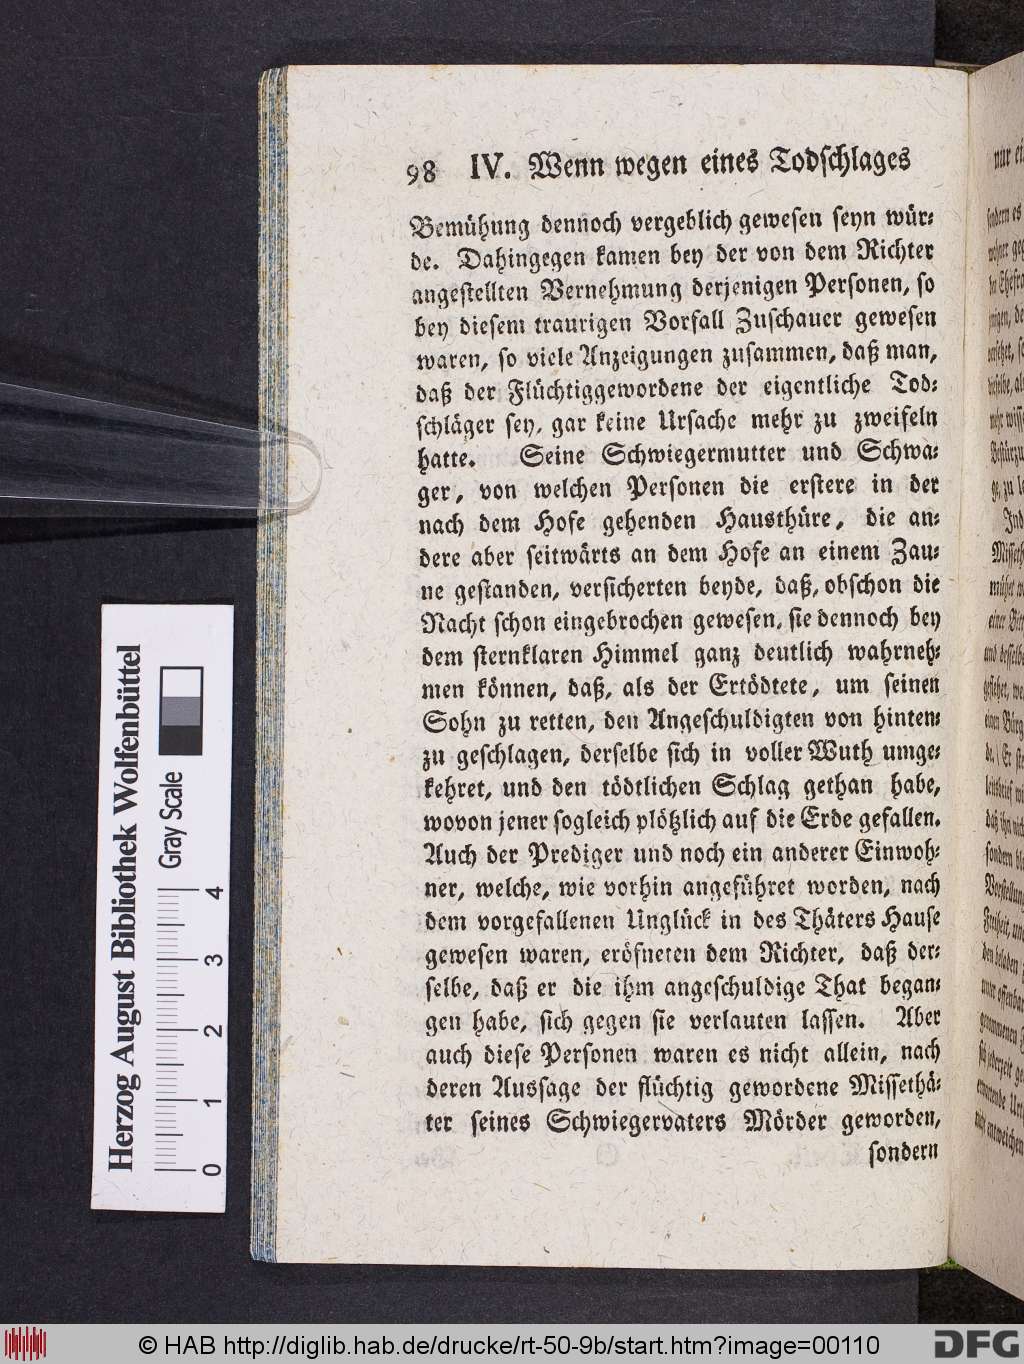 98 IV. Wenn wegen eines Todschlages
Bemühung dennoch vergeblich gewesen seyn wür-
de. Dahingegen kamen bey der von dem Richter
angestellten Vernehmung derjenigen Personen, so
bey diesem traurigen Vorfall Zuschauer gewesen
waren, so viele Anzeigungen zusammen, daß man,
daß der Flüchtiggewordene der eigentliche Tod-
schläger sey, gar keine Ursache mehr zu zweifeln
hatte. Seine Schwiegermutter und Schwa-
ger, von welchen Personen die erstere in der
nach dem Hofe gehenden Hausthüre, die an-
dere aber seitwärts an dem Hofe an einem Zau-
ne gestanden, versicherten beyde, daß, obschon die
Nacht schon eingebrochen gewesen, sie dennoch bey
dem sternklaren Himmel ganz deutlich wahrneh-
men können, daß, als der Ertödtete, um seinen
Sohn zu retten, den Angeschuldigten von hinten-
zu geschlagen, derselbe sich in voller Wuth umge-
kehret, und den tödtlichen Schlag gethan habe,
wovon jener sogleich plötzlich auf die Erde gefallen.
Auch der Prediger und noch ein anderer Einwoh-
ner, welche, wie vorhin angeführet worden, nach
dem vorgefallenen Unglück in des Thäters Hause
gewesen waren, eröfneten dem Richter, daß der-
selbe, daß er die ihm angeschuldige That began-
gen habe, sich gegen sie verlauten lassen. Aber
auch diese Personen waren es nicht allein, nach
deren Aussage der flüchtig gewordene Missethä-
ter seines Schwiegervaters Mörder geworden,
sondern
Herzog August Bibliothek Wolfenbüttel
Gray Scale
0 1 2 3 4
© HAB http://diglib.hab.de/drucke/rt-50-9b/start.htm?image=00110
DFG